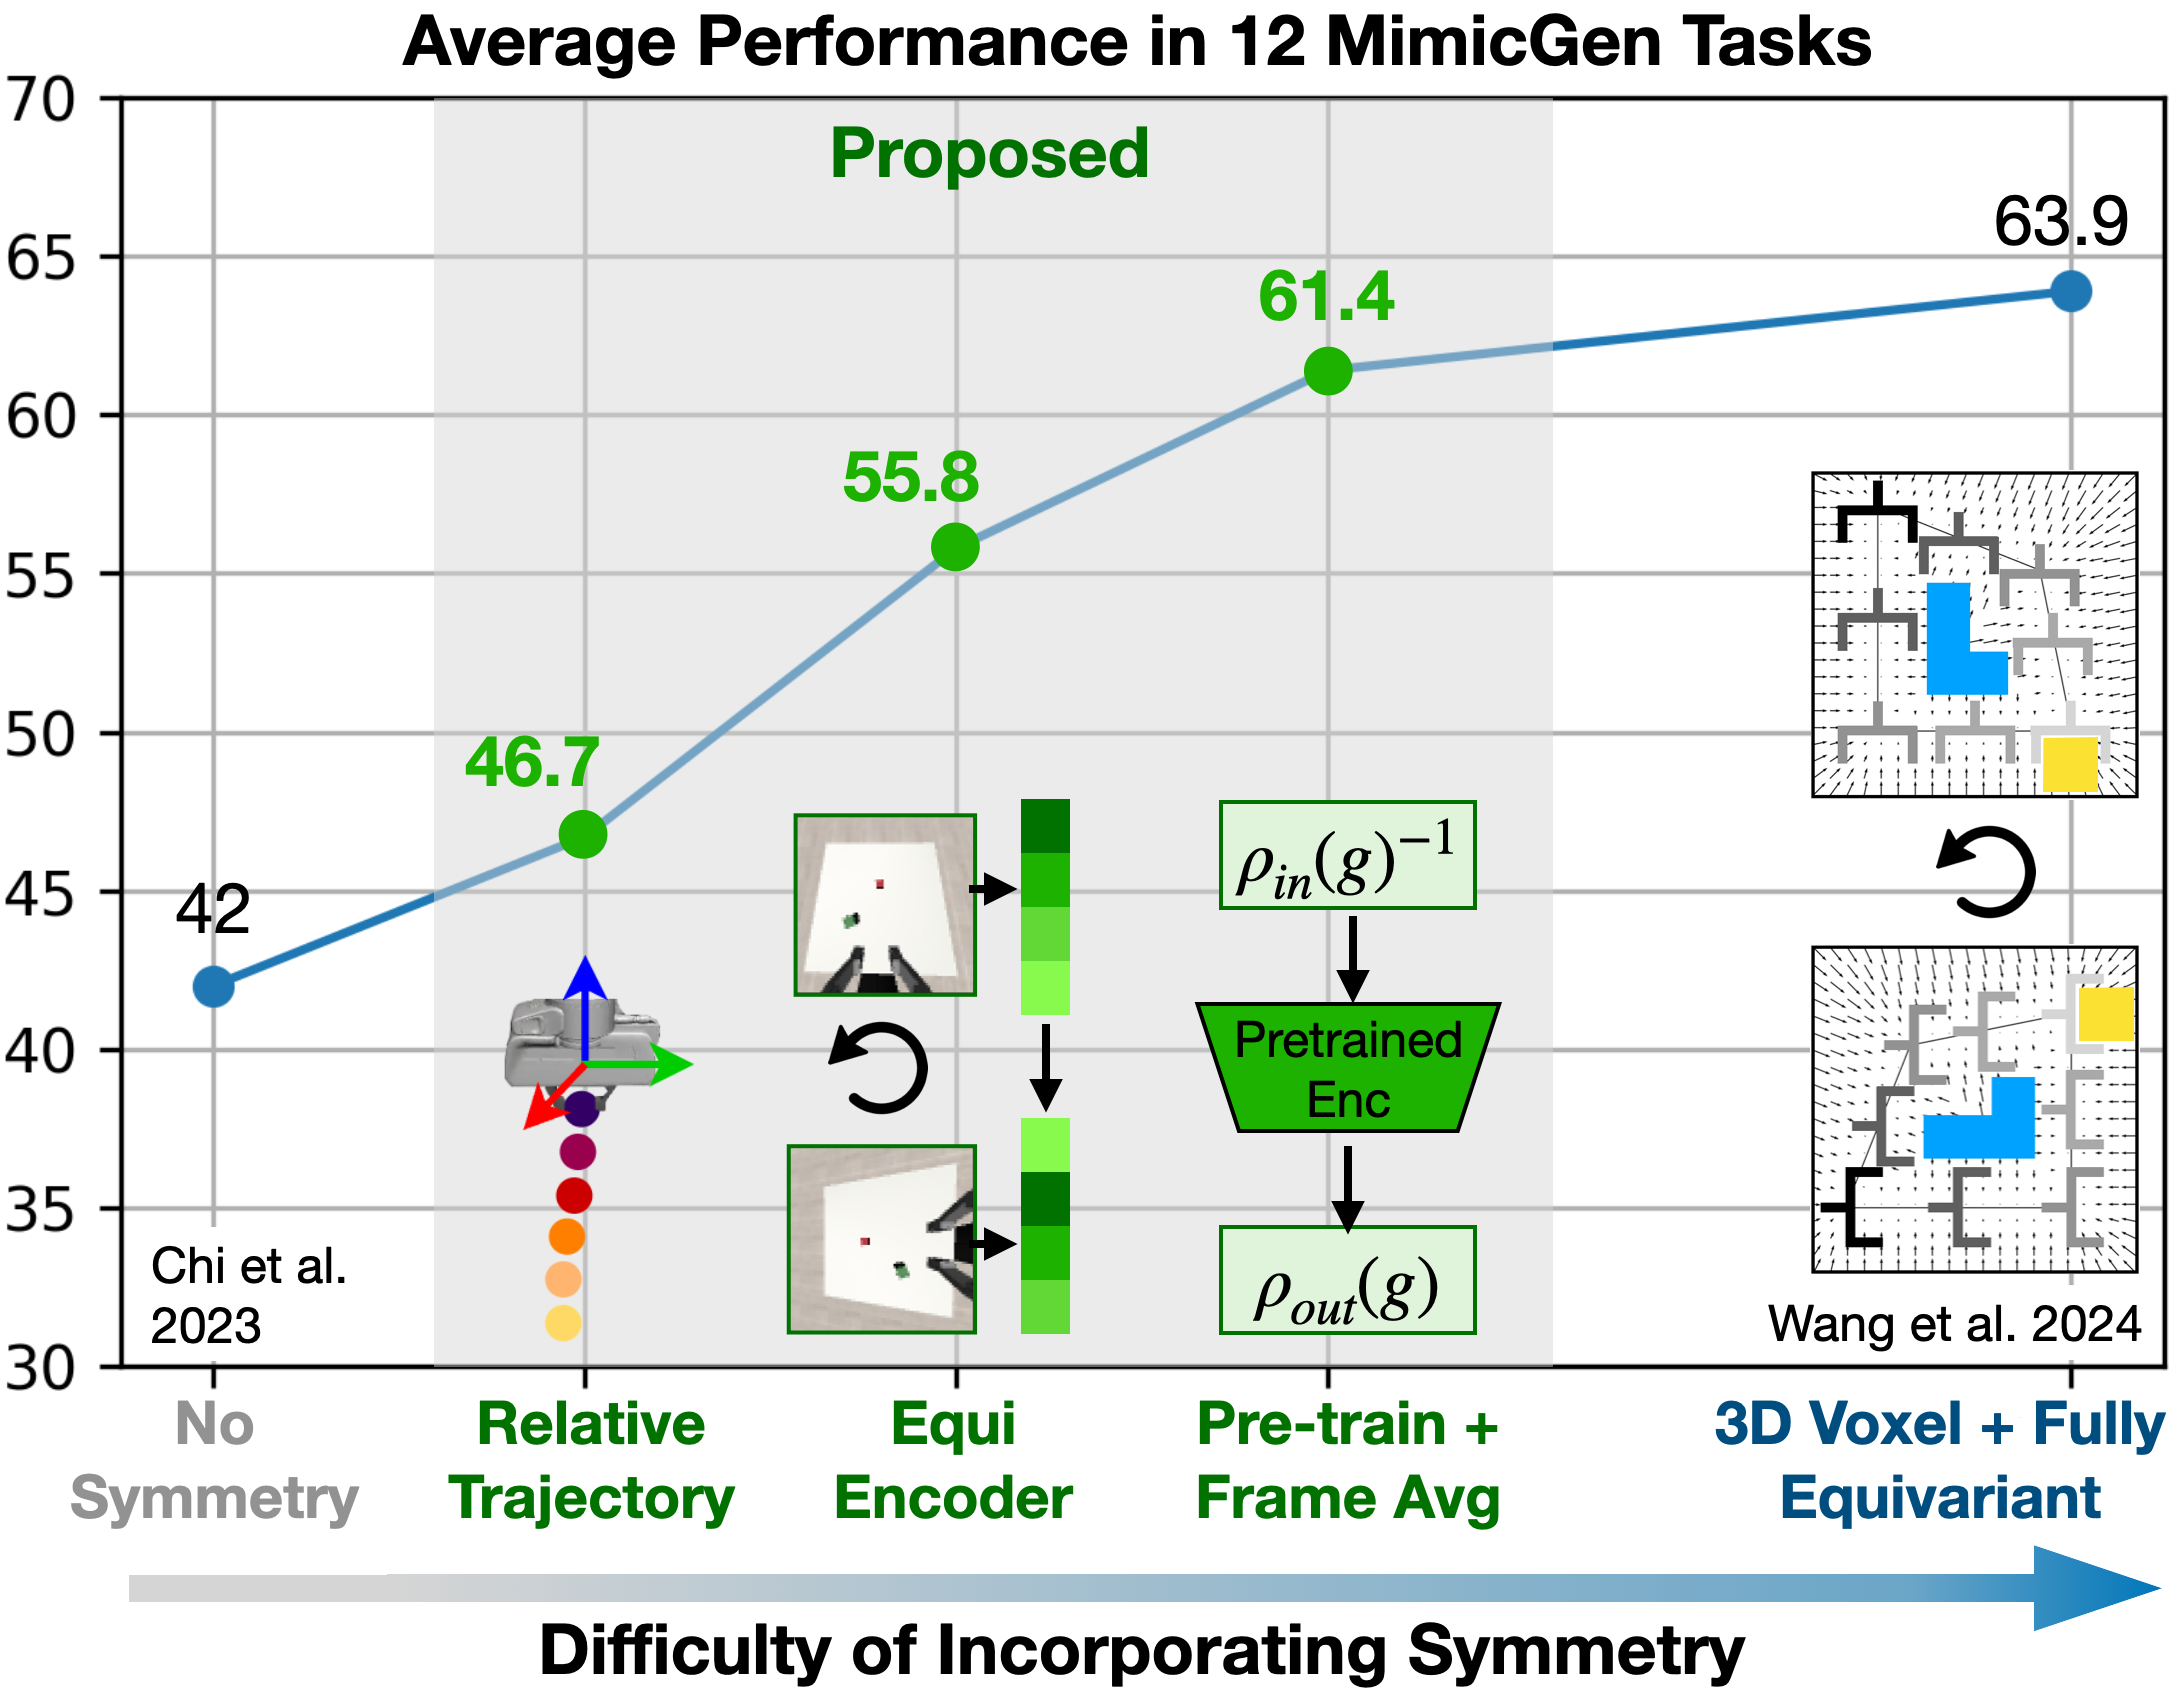 Average Performance in 12 MimicGen Tasks
70
65
60
55
50
45
40
35
30
Proposed
42
46.7
55.8
61.4
63.9
ρ_in(g)^−1
Pretrained
Enc
ρ_out(g)
Chi et al.
2023
Wang et al. 2024
No
Symmetry
Relative
Trajectory
Equi
Encoder
Pre-train +
Frame Avg
3D Voxel + Fully
Equivariant
Difficulty of Incorporating Symmetry